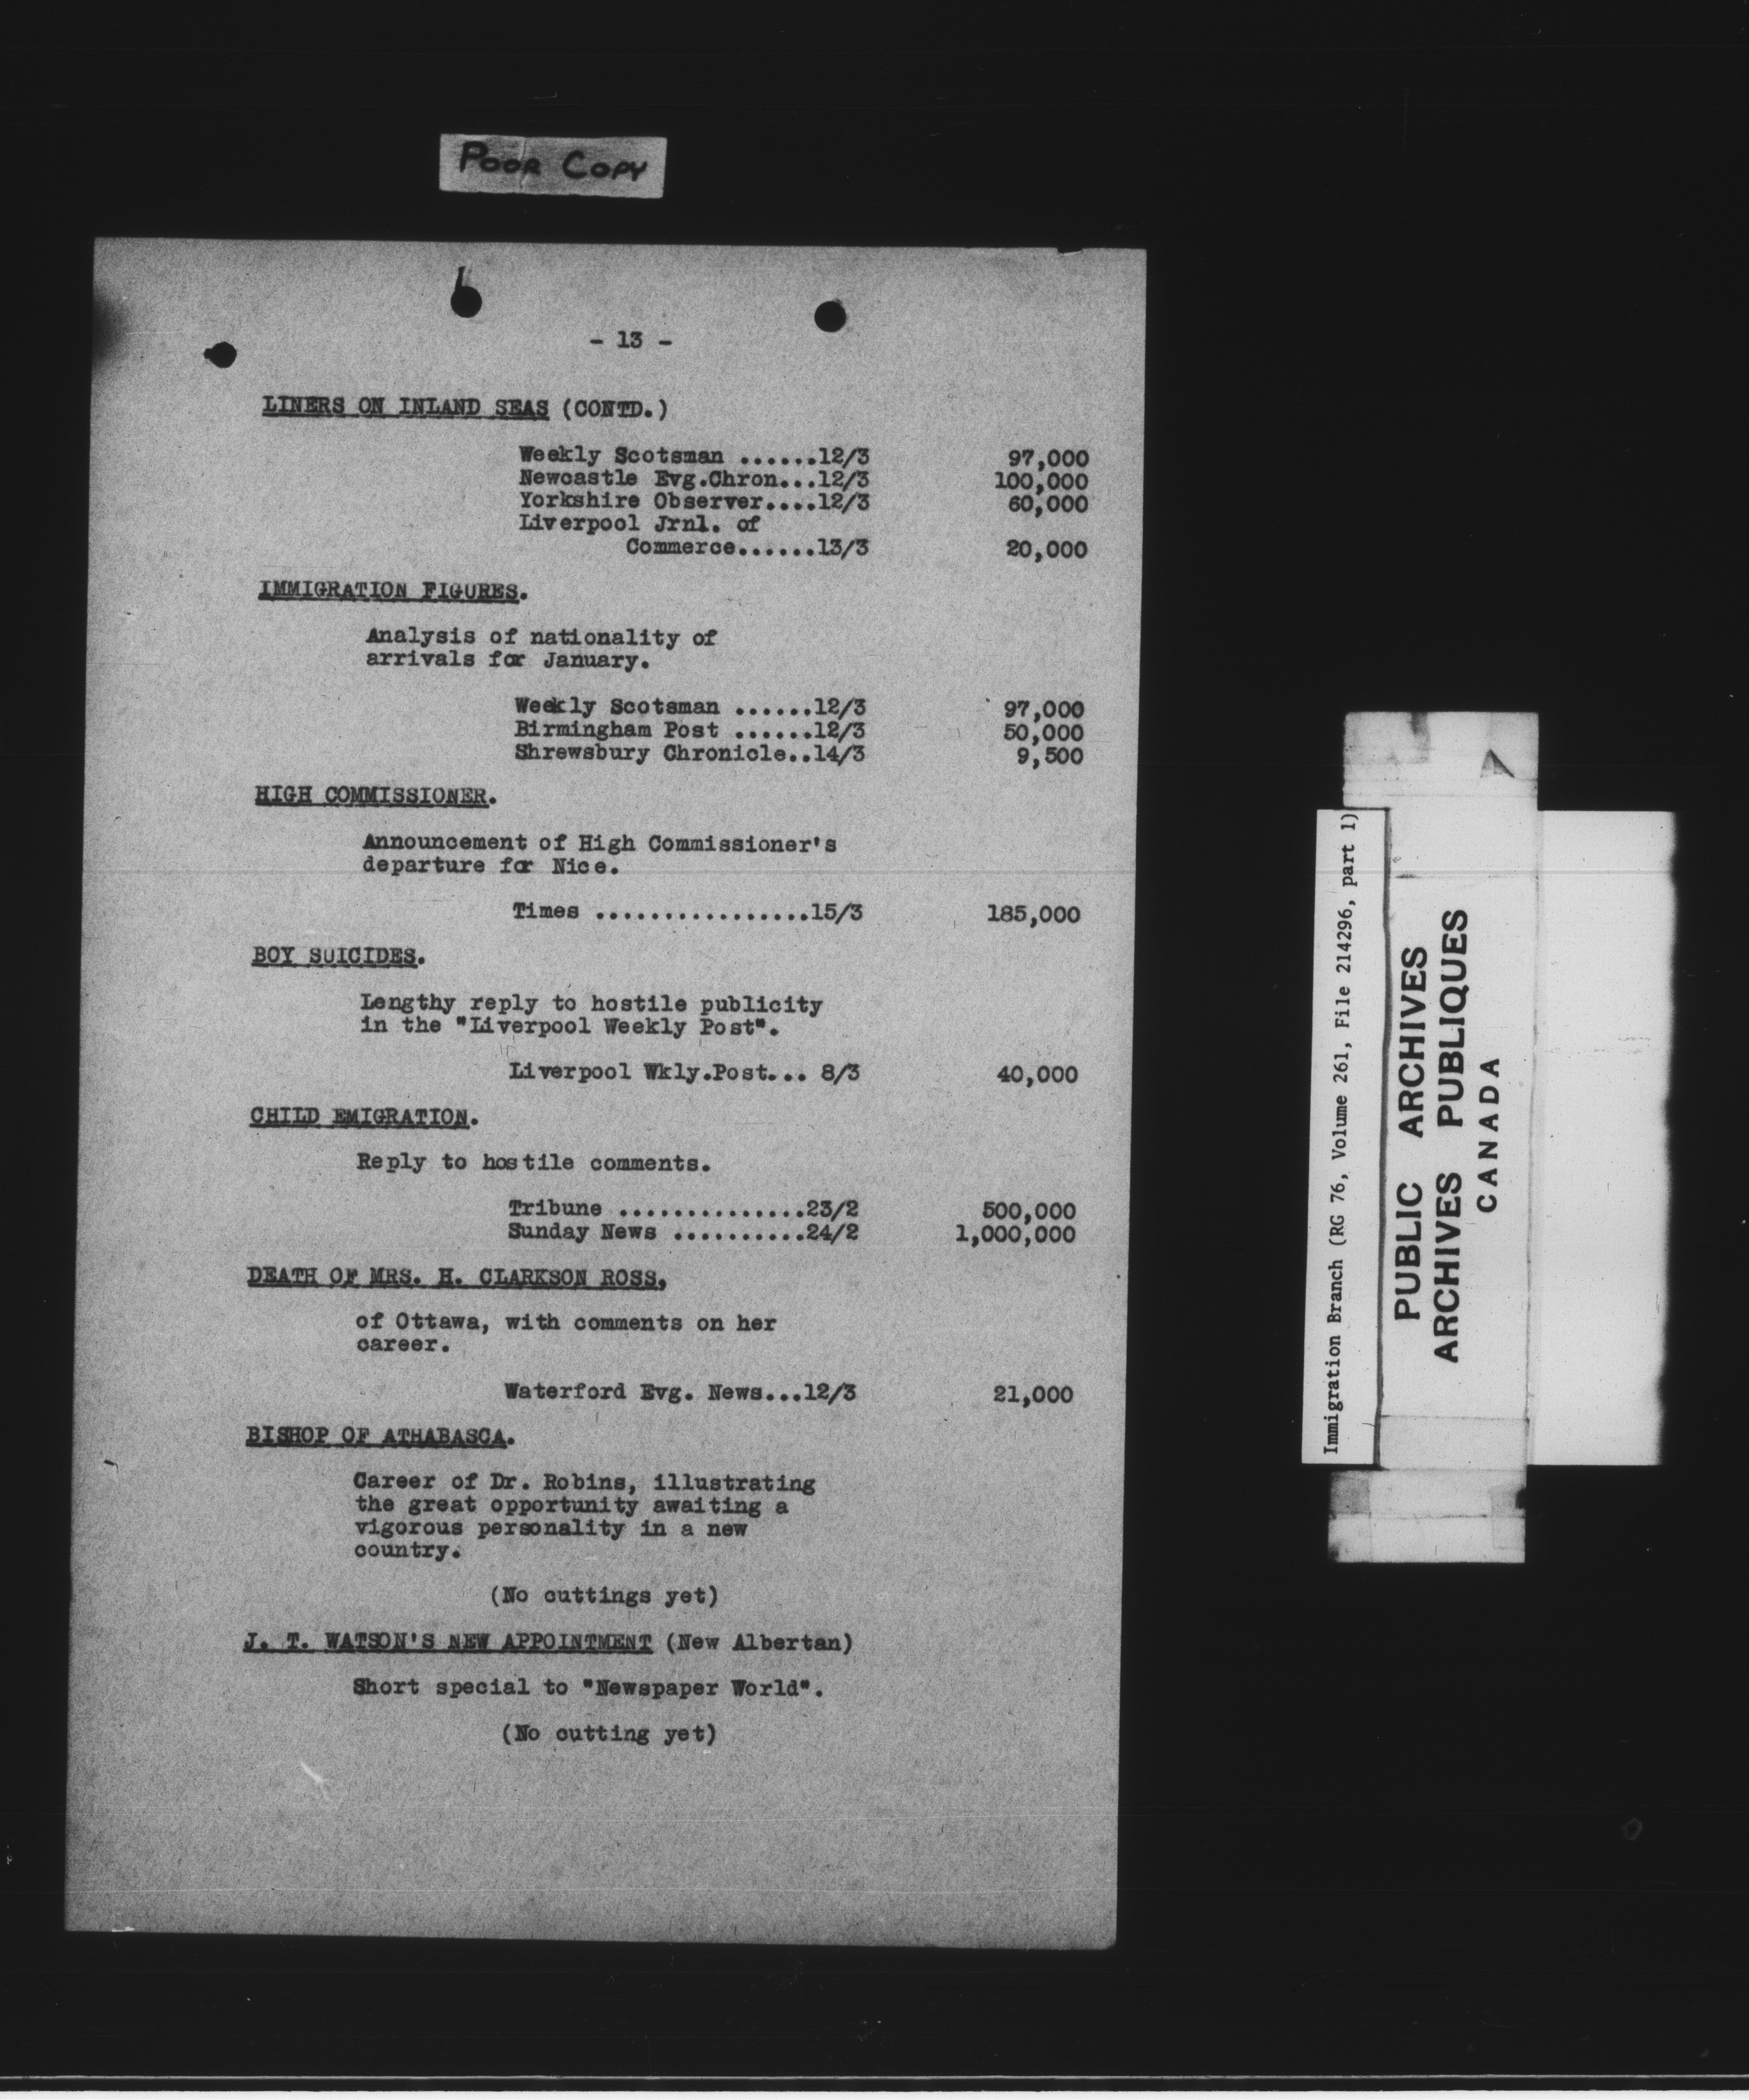 POOR COPY
- 13 -
LINERS ON INLAND SEAS (CONTD.)
Weekly Scotsman ......12/3 97,000
Newcastle Evg.Chron...12/3 100,000
Yorkshire Observer....12/3 60,000
Liverpool Jrnl. of
Commerce......13/3 20,000
IMMIGRATION FIGURES.
Analysis of nationality of
arrivals for January.
Weekly Scotsman ......12/3 97,000
Birmingham Post ......12/3 50,000
Shrewsbury Chronicle..14/3 9,500
HIGH COMMISSIONER.
Announcement of High Commissioner's
departure for Nice.
Times ................15/3 185,000
BOY SUICIDES.
Lengthy reply to hostile publicity
in the "Liverpool Weekly Post".
Liverpool Wkly.Post... 8/3 40,000
CHILD EMIGRATION.
Reply to hostile comments.
Tribune ..............23/2 500,000
Sunday News ..........24/2 1,000,000
DEATH OF MRS. H. CLARKSON ROSS,
of Ottawa, with comments on her
career.
Waterford Evg. News...12/3 21,000
BISHOP OF ATHABASCA.
Career of Dr. Robins, illustrating
the great opportunity awaiting a
vigorous personality in a new
country.
(No cuttings yet)
J. T. WATSON'S NEW APPOINTMENT (New Albertan)
Short special to "Newspaper World".
(No cutting yet)
Immigration Branch (RG 76, Volume 261, File 214296, part 1)
PUBLIC ARCHIVES
ARCHIVES PUBLIQUES
CANADA